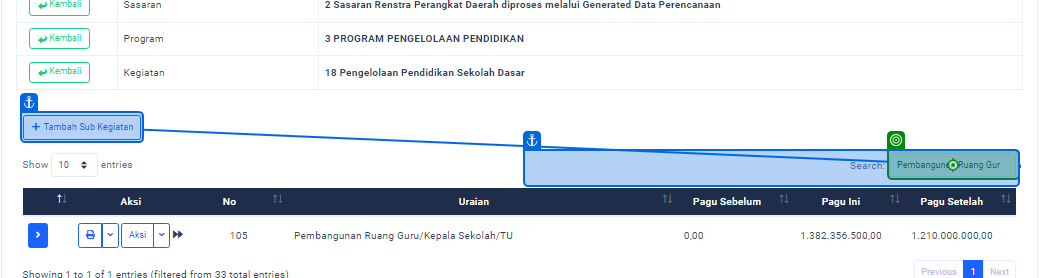 Kembali Sasaran 2 Sasaran Renstra Perangkat Daerah diproses melalui Generated Data Perencanaan
Kembali Program 3 PROGRAM PENGELOLAAN PENDIDIKAN
Kembali Kegiatan 18 Pengelolaan Pendidikan Sekolah Dasar
+ Tambah Sub Kegiatan
Show 10 entries Search: Pembangunan Ruang Gur
Aksi No Uraian Pagu Sebelum Pagu Ini Pagu Setelah
Aksi 105 Pembangunan Ruang Guru/Kepala Sekolah/TU 0,00 1.382.356.500,00 1.210.000.000,00
Showing 1 to 1 of 1 entries (filtered from 33 total entries) Previous 1 Next